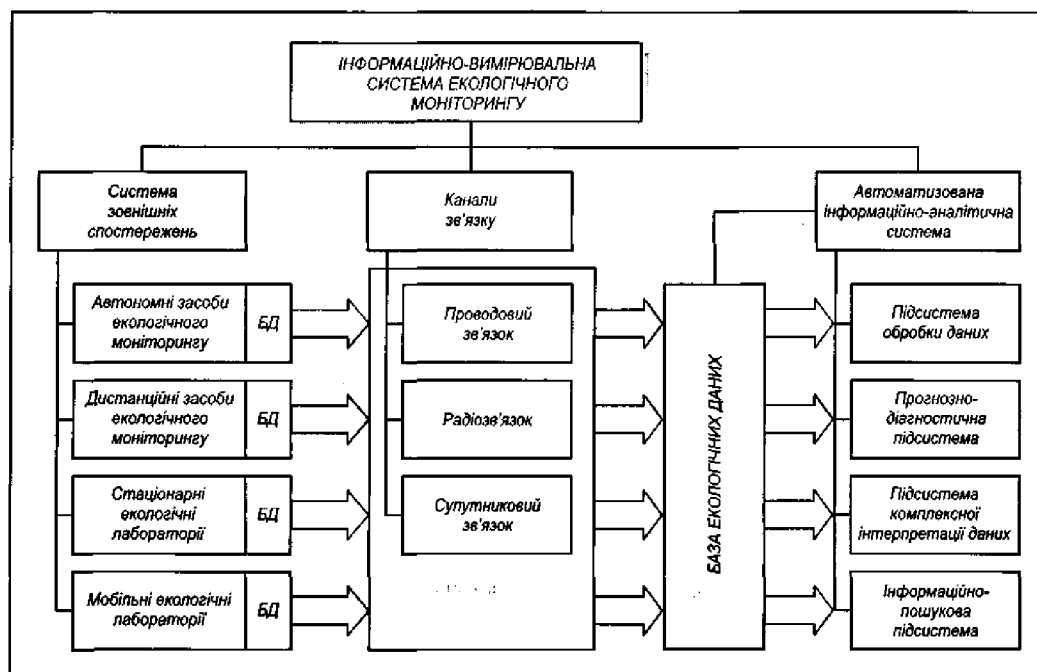 ІНФОРМАЦІЙНО-ВИМІРЮВАЛЬНА
СИСТЕМА ЕКОЛОГІЧНОГО
МОНІТОРИНГУ
Система
зовнішніх
спостережень
Канали
зв'язку
Автоматизована
інформаційно-аналітична
система
Автономні засоби
екологічного
моніторингу
БД
Дистанційні засоби
екологічного
моніторингу
БД
Стаціонарні
екологічні
лабораторії
БД
Мобільні екологічні
лабораторії
БД
Проводовий
зв'язок
Радіозв'язок
Супутниковий
зв'язок
БАЗА ЕКОЛОГІЧНИХ ДАНИХ
Підсистема
обробки даних
Прогнозно-
діагностична
підсистема
Підсистема
комплексної
інтерпретації даних
Інформаційно-
пошукова
підсистема